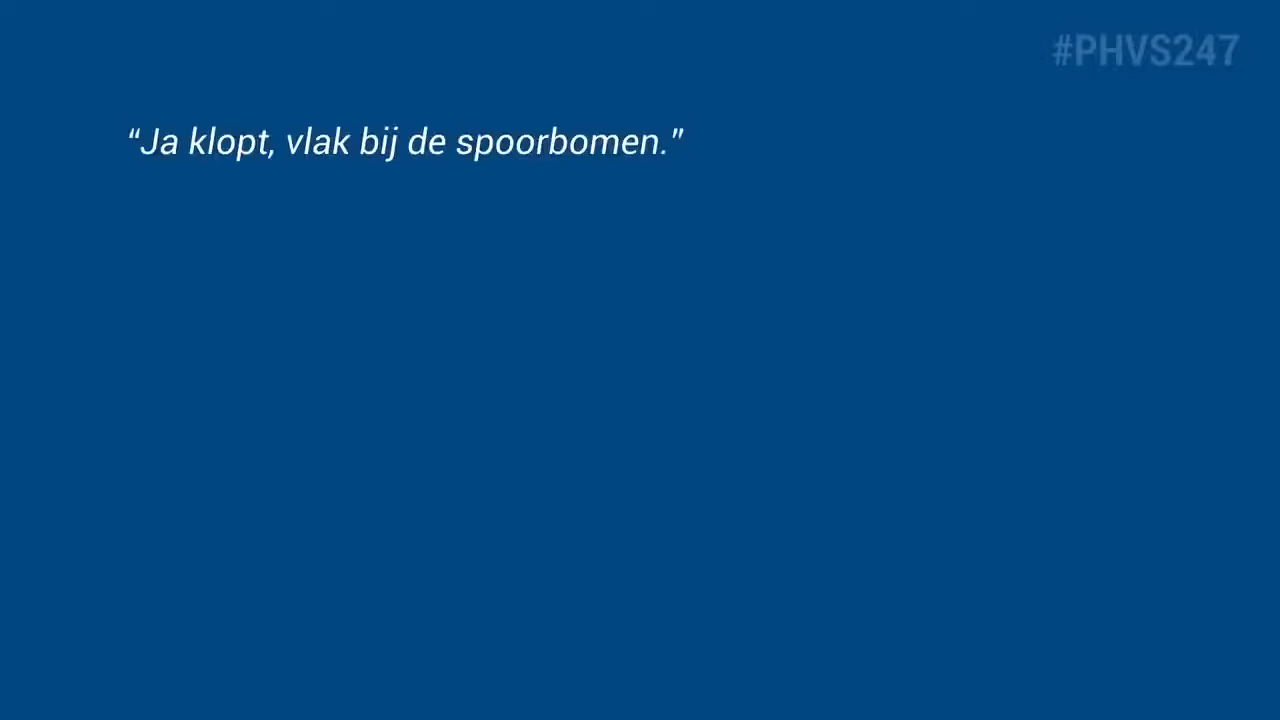 #PHVS247
“Ja klopt, vlak bij de spoorbomen.”